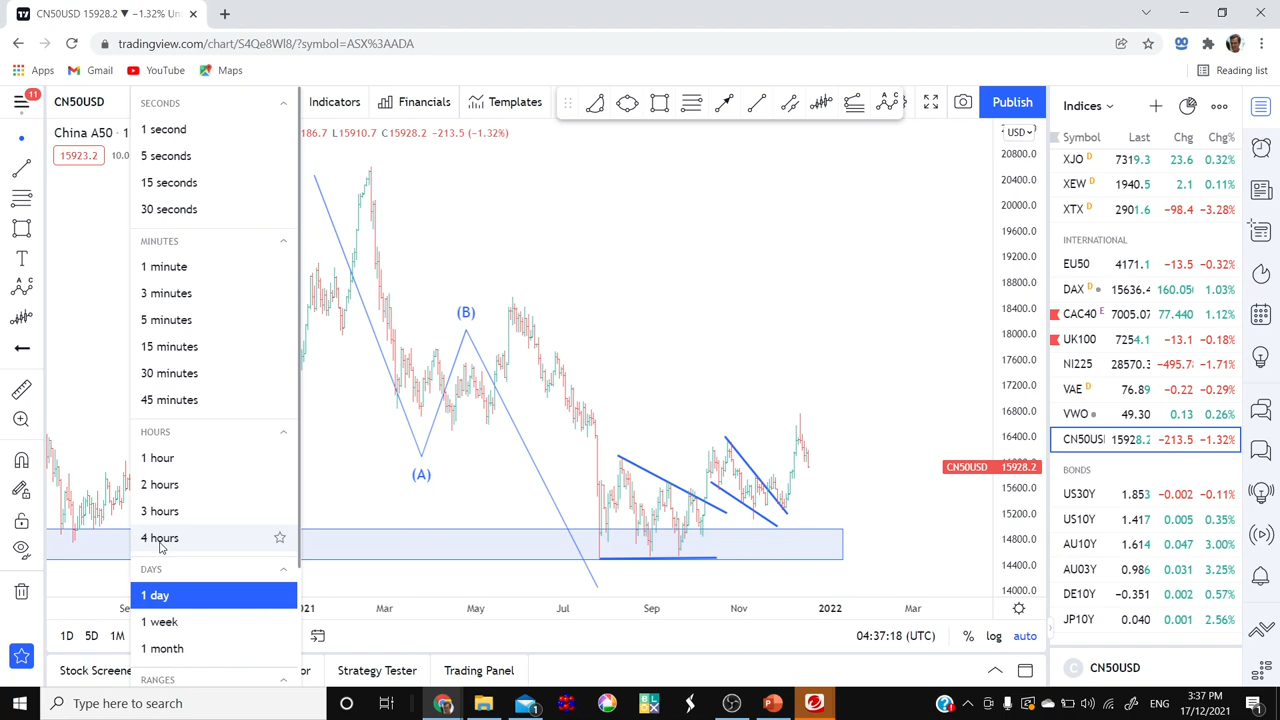 CN50USD 15928.2 ▼ −1.32% Un
tradingview.com/chart/S4Qe8Wl8/?symbol=ASX%3AADA
Apps
Gmail
YouTube
Maps
Reading list
11
CN50USD
Indicators
Financials
Templates
Publish
China A50 · 1
186.7 L15910.7 C15928.2 −213.5 (−1.32%)
15923.2
10.0
SECONDS
1 second
5 seconds
15 seconds
30 seconds
MINUTES
1 minute
3 minutes
5 minutes
15 minutes
30 minutes
45 minutes
HOURS
1 hour
2 hours
3 hours
4 hours
DAYS
1 day
1 week
1 month
RANGES
(A)
(B)
USD
20800.0
20400.0
20000.0
19600.0
19200.0
18800.0
18400.0
18000.0
17600.0
17200.0
16800.0
16400.0
CN50USD 15928.2
15600.0
15200.0
14800.0
14400.0
14000.0
Se
2021
Mar
May
Jul
Sep
Nov
2022
Mar
1D 5D 1M
04:37:18 (UTC)
% log auto
Stock Screene
or
Strategy Tester
Trading Panel
Indices
Symbol Last Chg Chg%
XJO D 7319.3 23.6 0.32%
XEW D 1940.5 2.1 0.11%
XTX D 2901.6 −98.4 −3.28%
INTERNATIONAL
EU50 4171.1 −13.5 −0.32%
DAX 15636.4 160.050 1.03%
CAC40 E 7005.07 77.440 1.12%
UK100 7254.1 −13.1 −0.18%
NI225 28570.3 −495.7 −1.71%
VAE D 76.89 −0.22 −0.29%
VWO 49.30 0.13 0.26%
CN50US 15928.2 −213.5 −1.32%
BONDS
US30Y 1.853 −0.002 −0.11%
US10Y 1.417 0.005 0.35%
AU10Y 1.614 0.047 3.00%
AU03Y 0.986 0.031 3.25%
DE10Y −0.351 0.002 0.57%
JP10Y 0.040 0.001 2.56%
C CN50USD
Type here to search
ENG
3:37 PM
17/12/2021